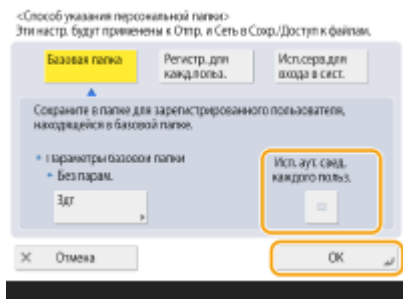 <Способ указания персональной папки>
Эти настр. будут применены к Отпр. и Сеть в Сохр./Доступ к файлам.
Базовая папка
Регистр. для кажд. польз.
Исп. серв. для входа в сист.
Сохраните в папке для зарегистрированного пользователя,
находящейся в базовой папке.
Параметры базовой папки
Без парам.
Исп. аут. свед.
каждого польз.
Здт
Отмена
OK